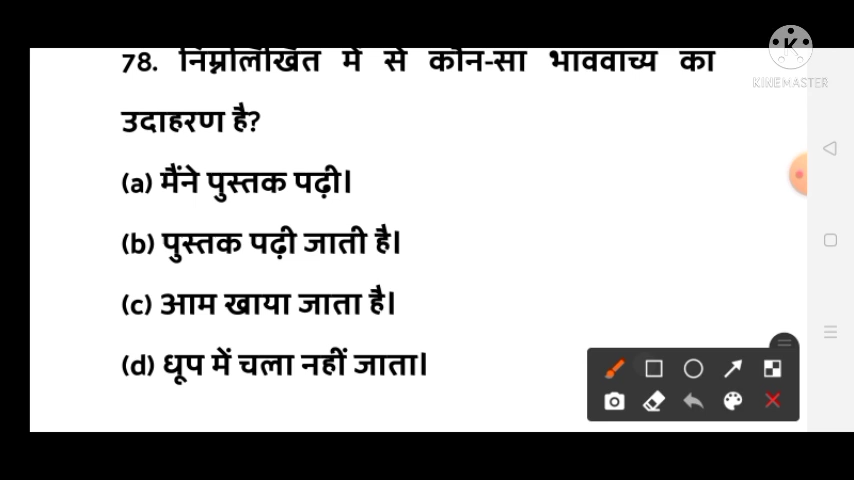 KINEMASTER
78. निम्नलिखित में से कौन-सा भाववाच्य का
उदाहरण है?
(a) मैंने पुस्तक पढ़ी।
(b) पुस्तक पढ़ी जाती है।
(c) आम खाया जाता है।
(d) धूप में चला नहीं जाता।